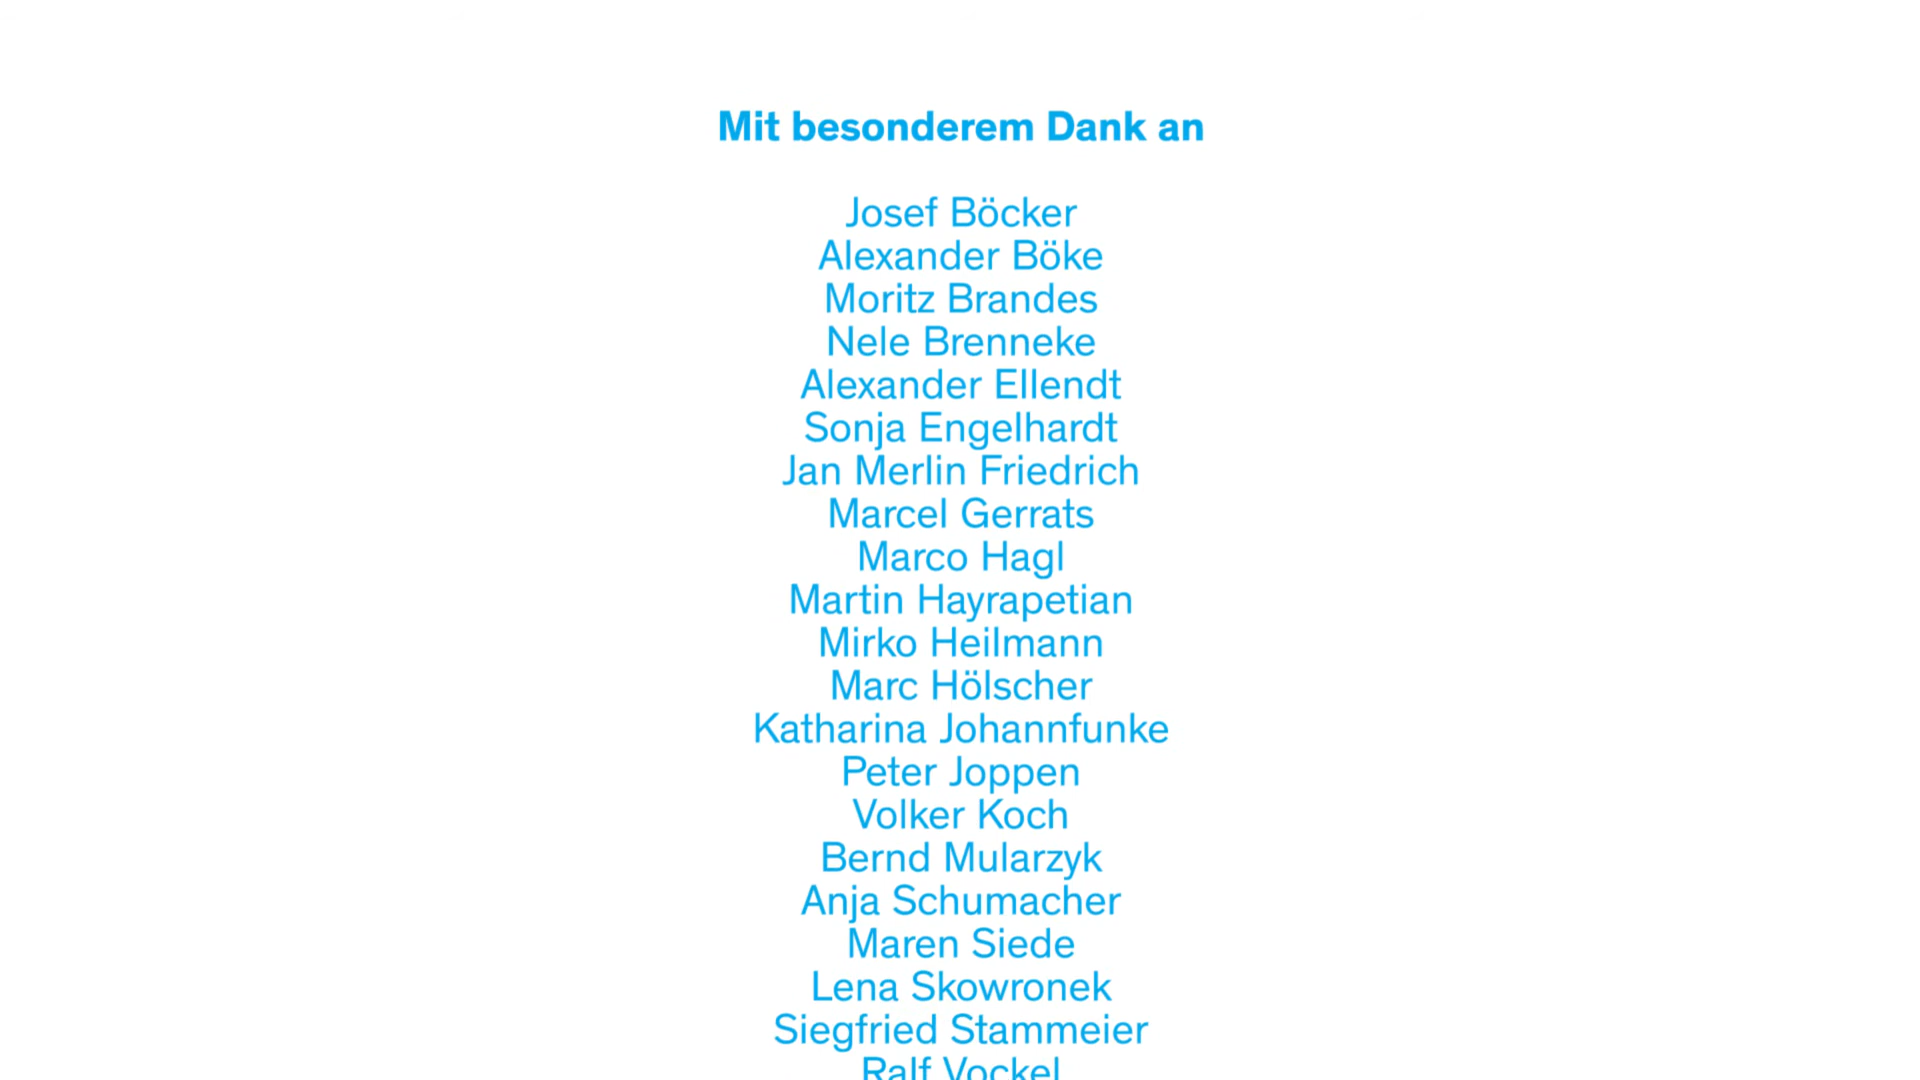 Mit besonderem Dank an
Josef Böcker
Alexander Böke
Moritz Brandes
Nele Brenneke
Alexander Ellendt
Sonja Engelhardt
Jan Merlin Friedrich
Marcel Gerrats
Marco Hagl
Martin Hayrapetian
Mirko Heilmann
Marc Hölscher
Katharina Johannfunke
Peter Joppen
Volker Koch
Bernd Mularzyk
Anja Schumacher
Maren Siede
Lena Skowronek
Siegfried Stammeier
Ralf Vockel